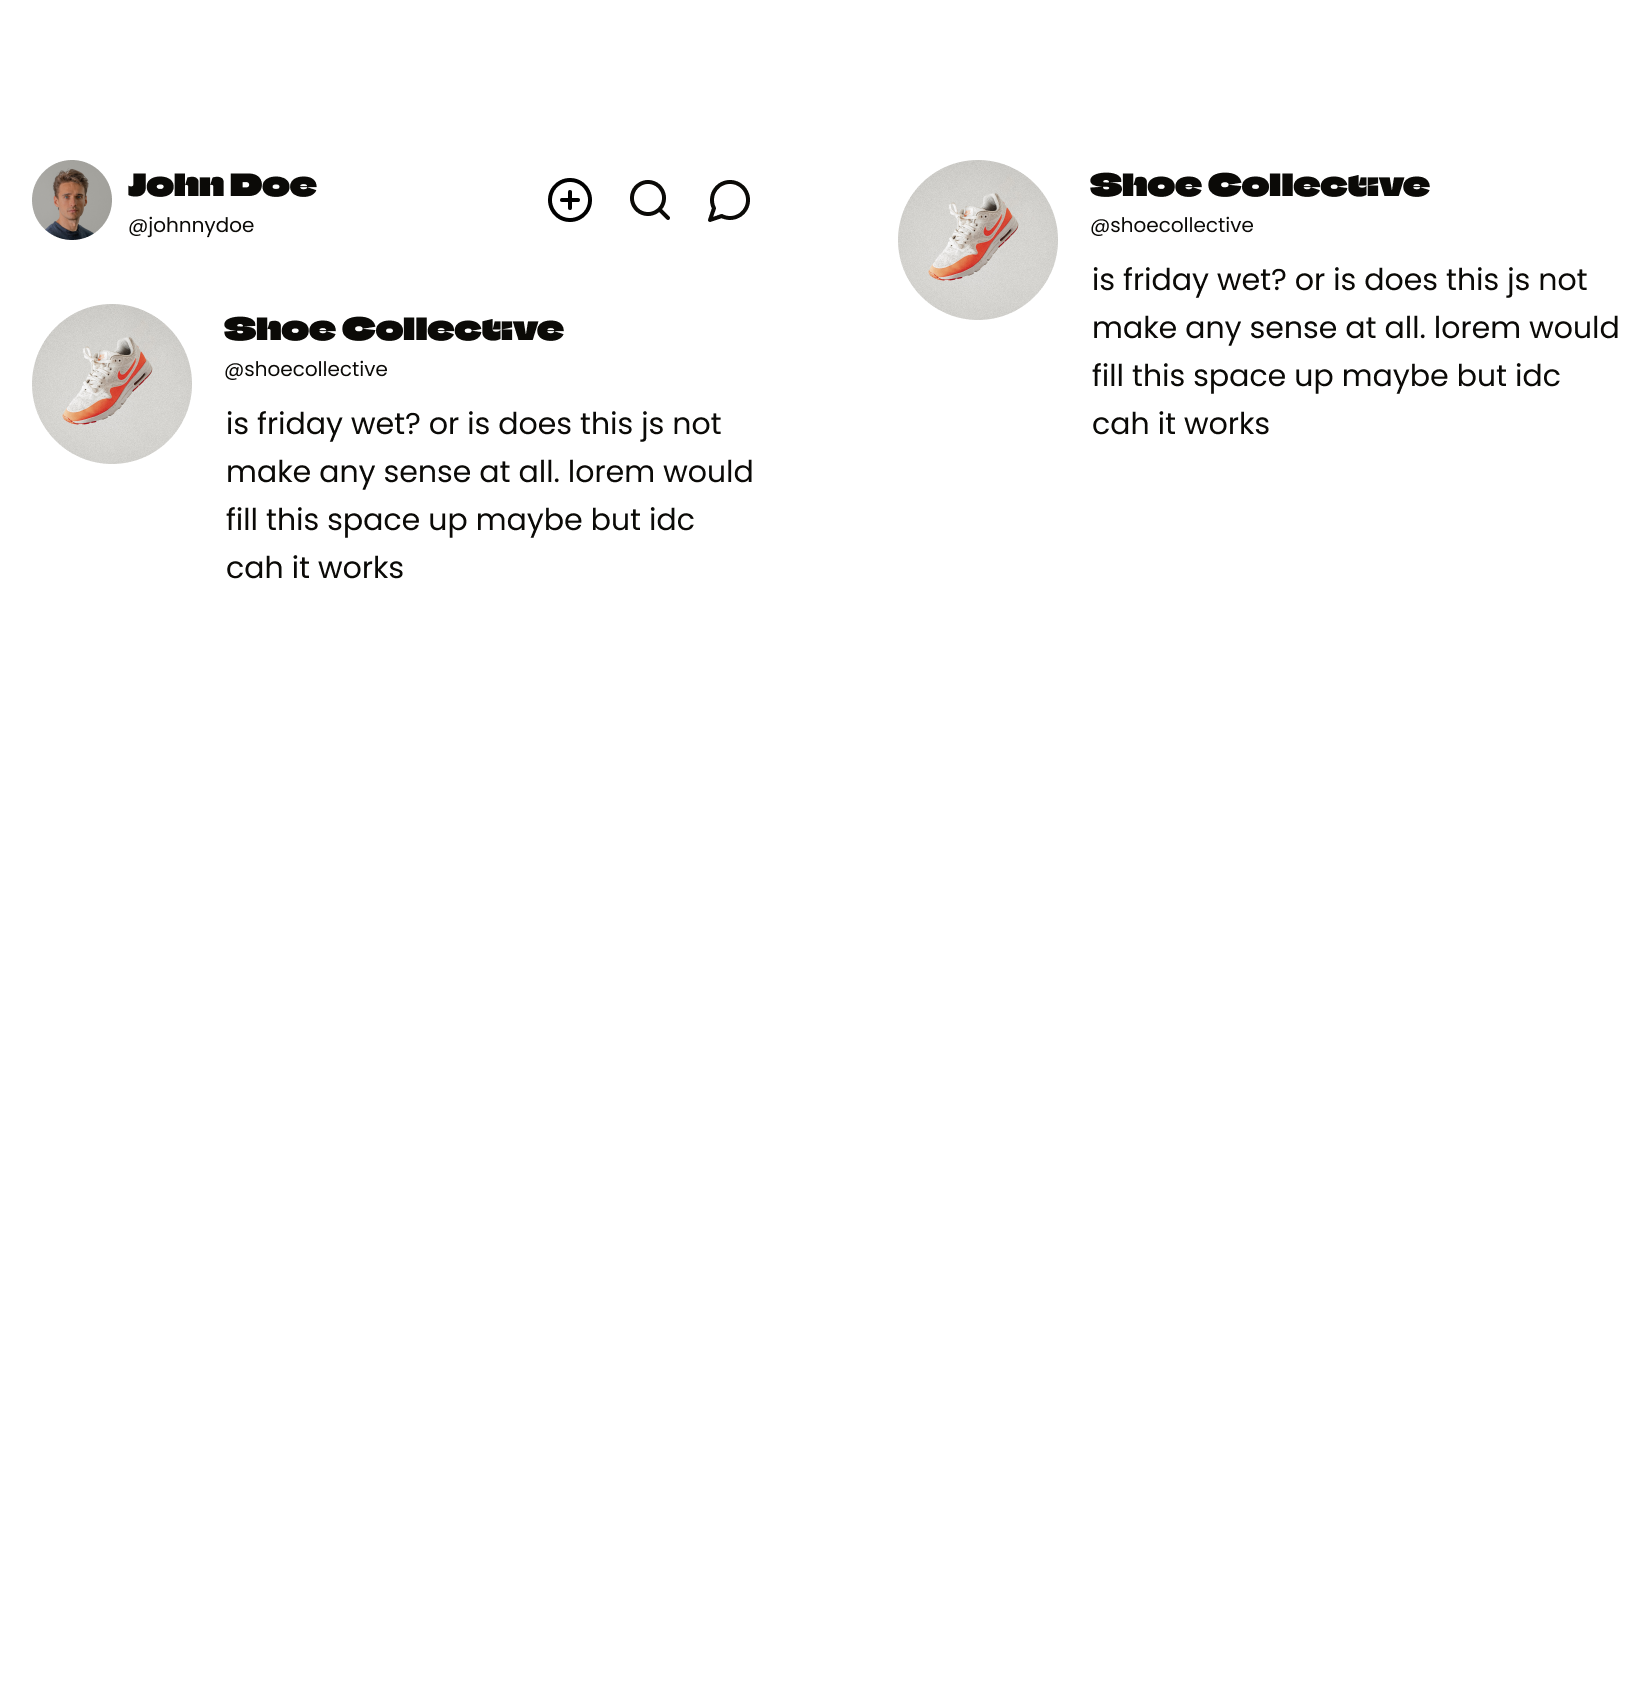 John Doe
@johnnydoe
Shoe Collective
@shoecollective
is friday wet? or is does this js not
make any sense at all. lorem would
fill this space up maybe but idc
cah it works
Shoe Collective
@shoecollective
is friday wet? or is does this js not
make any sense at all. lorem would
fill this space up maybe but idc
cah it works